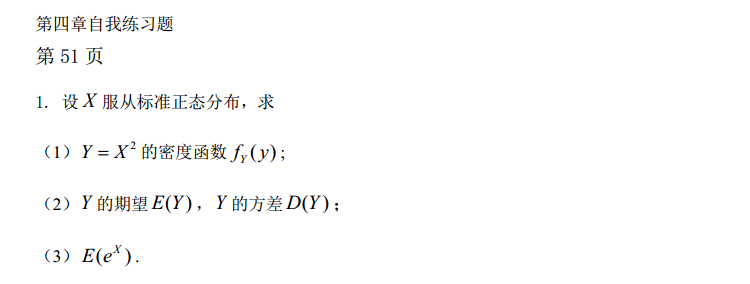 第四章自我练习题
第 51 页
1. 设 X 服从标准正态分布，求
（1）Y = X² 的密度函数 f_Y(y)；
（2）Y 的期望 E(Y)，Y 的方差 D(Y)；
（3）E(e^X).